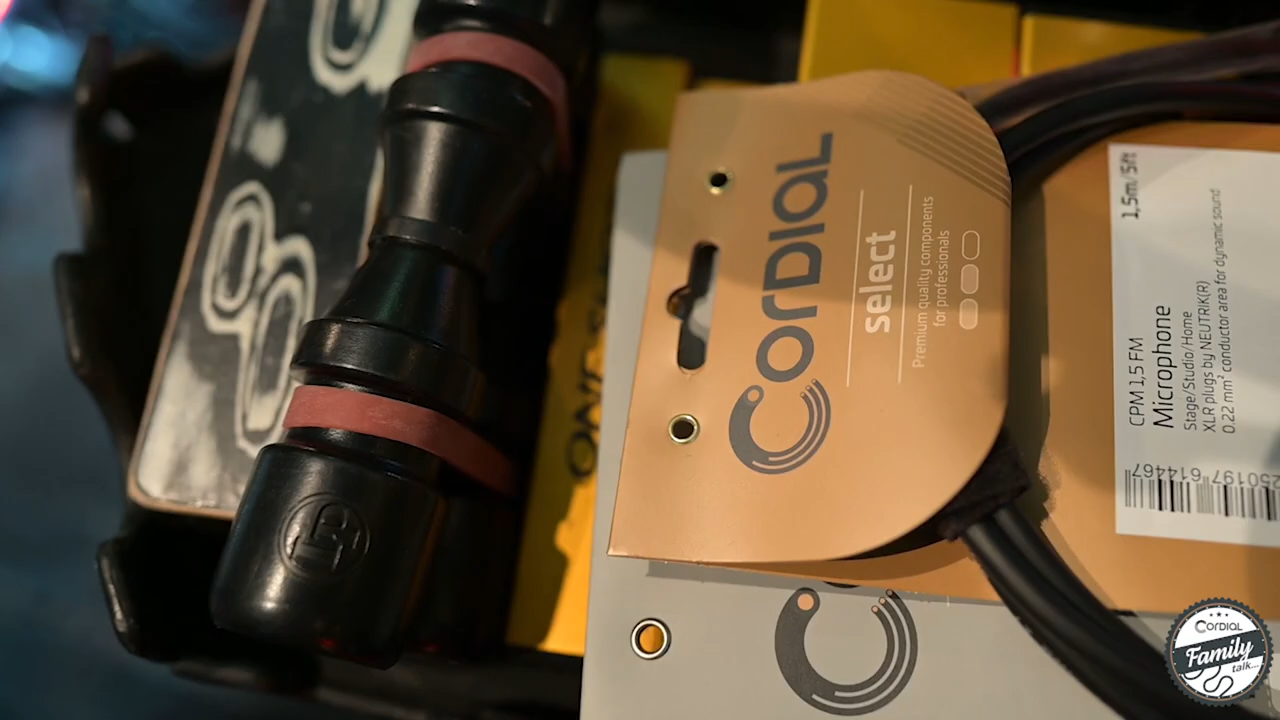 CORDIAL
select
Premium quality components
for professionals
1,5m/5ft
CPM 1,5 FM
Microphone
Stage/Studio/Home
XLR plugs by NEUTRIK(R)
0.22 mm² conductor area for dynamic sound
250197 614467
CORDIAL
Family
talk...